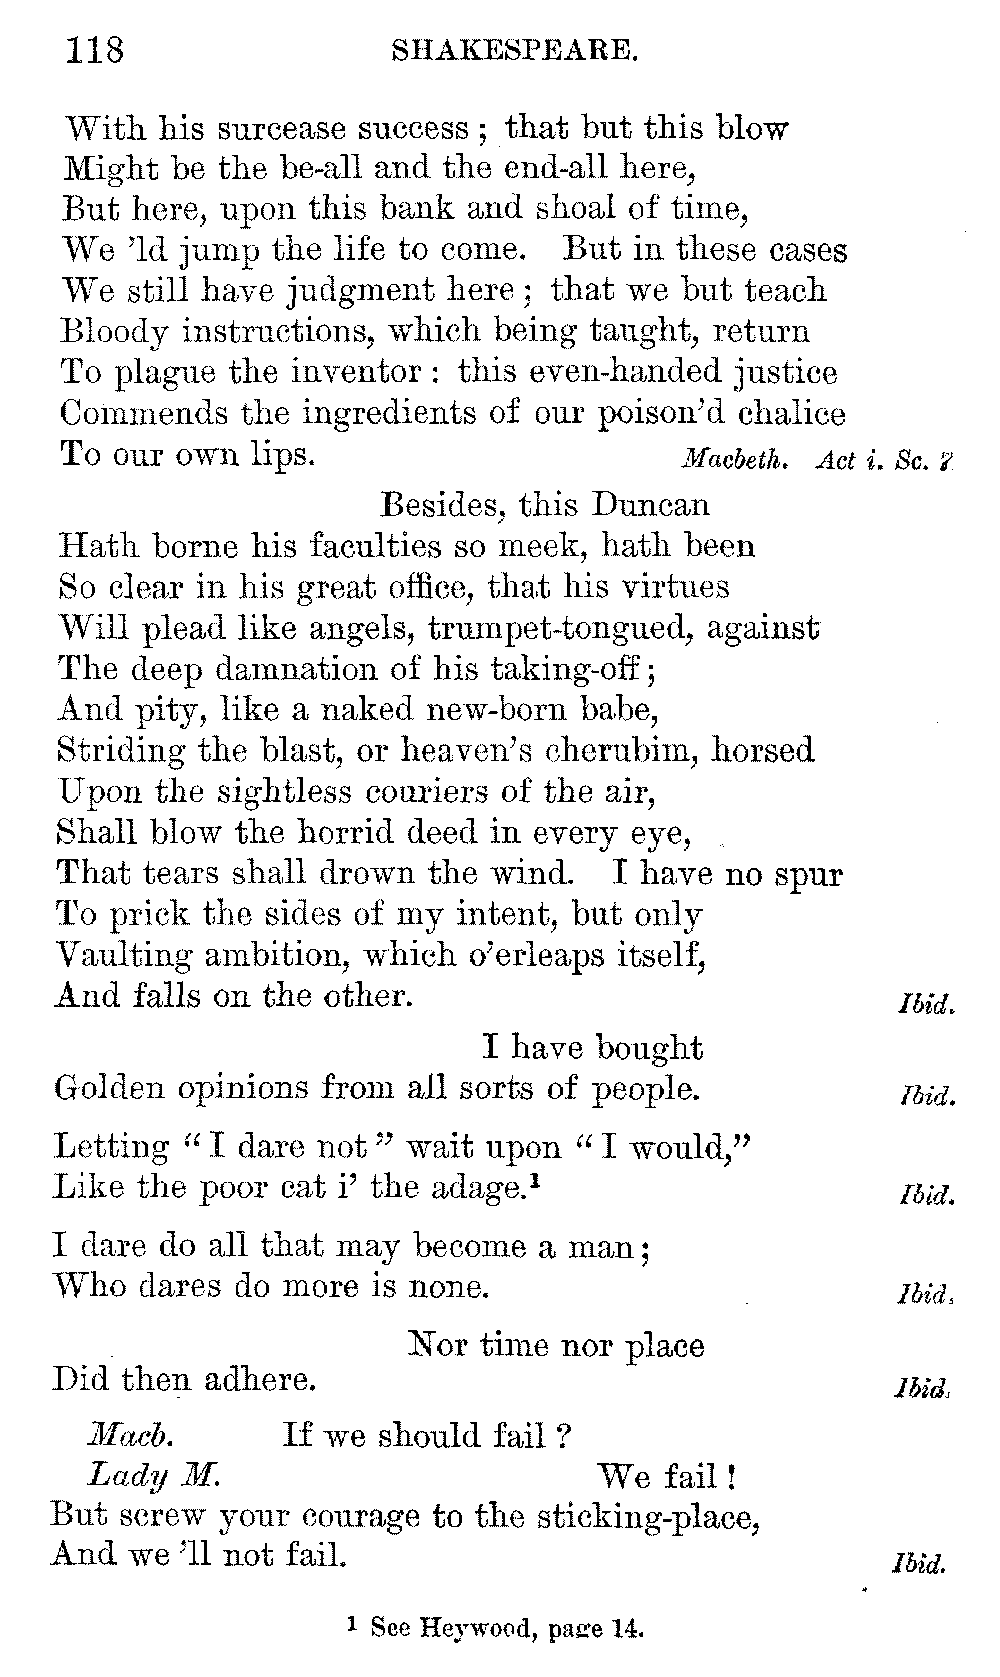 118 SHAKESPEARE.
With his surcease success ; that but this blow
Might be the be-all and the end-all here,
But here, upon this bank and shoal of time,
We 'ld jump the life to come. But in these cases
We still have judgment here ; that we but teach
Bloody instructions, which being taught, return
To plague the inventor : this even-handed justice
Commends the ingredients of our poison'd chalice
To our own lips. Macbeth. Act i. Sc. 7.
Besides, this Duncan
Hath borne his faculties so meek, hath been
So clear in his great office, that his virtues
Will plead like angels, trumpet-tongued, against
The deep damnation of his taking-off ;
And pity, like a naked new-born babe,
Striding the blast, or heaven's cherubim, horsed
Upon the sightless couriers of the air,
Shall blow the horrid deed in every eye,
That tears shall drown the wind. I have no spur
To prick the sides of my intent, but only
Vaulting ambition, which o'erleaps itself,
And falls on the other. Ibid.
I have bought
Golden opinions from all sorts of people. Ibid.
Letting “ I dare not ” wait upon “ I would,”
Like the poor cat i' the adage.¹ Ibid.
I dare do all that may become a man ;
Who dares do more is none. Ibid.
Nor time nor place
Did then adhere. Ibid.
Macb. If we should fail ?
Lady M. We fail !
But screw your courage to the sticking-place,
And we 'll not fail. Ibid.
¹ See Heywood, page 14.